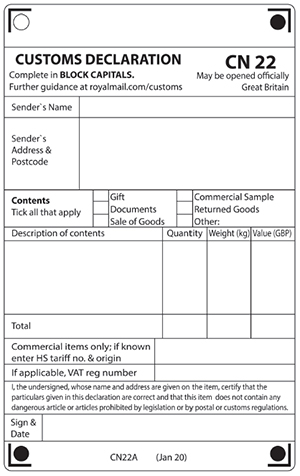 CUSTOMS DECLARATION
CN 22
Complete in BLOCK CAPITALS.
May be opened officially
Further guidance at royalmail.com/customs
Great Britain
Sender`s Name
Sender`s
Address &
Postcode
Contents
Tick all that apply
Gift
Commercial Sample
Documents
Returned Goods
Sale of Goods
Other:
Description of contents
Quantity
Weight (kg)
Value (GBP)
Total
Commercial items only; if known
enter HS tariff no. & origin
If applicable, VAT reg number
I, the undersigned, whose name and address are given on the item, certify that the
particulars given in this declaration are correct and that this item does not contain any
dangerous article or articles prohibited by legislation or by postal or customs regulations.
Sign &
Date
CN22A (Jan 20)